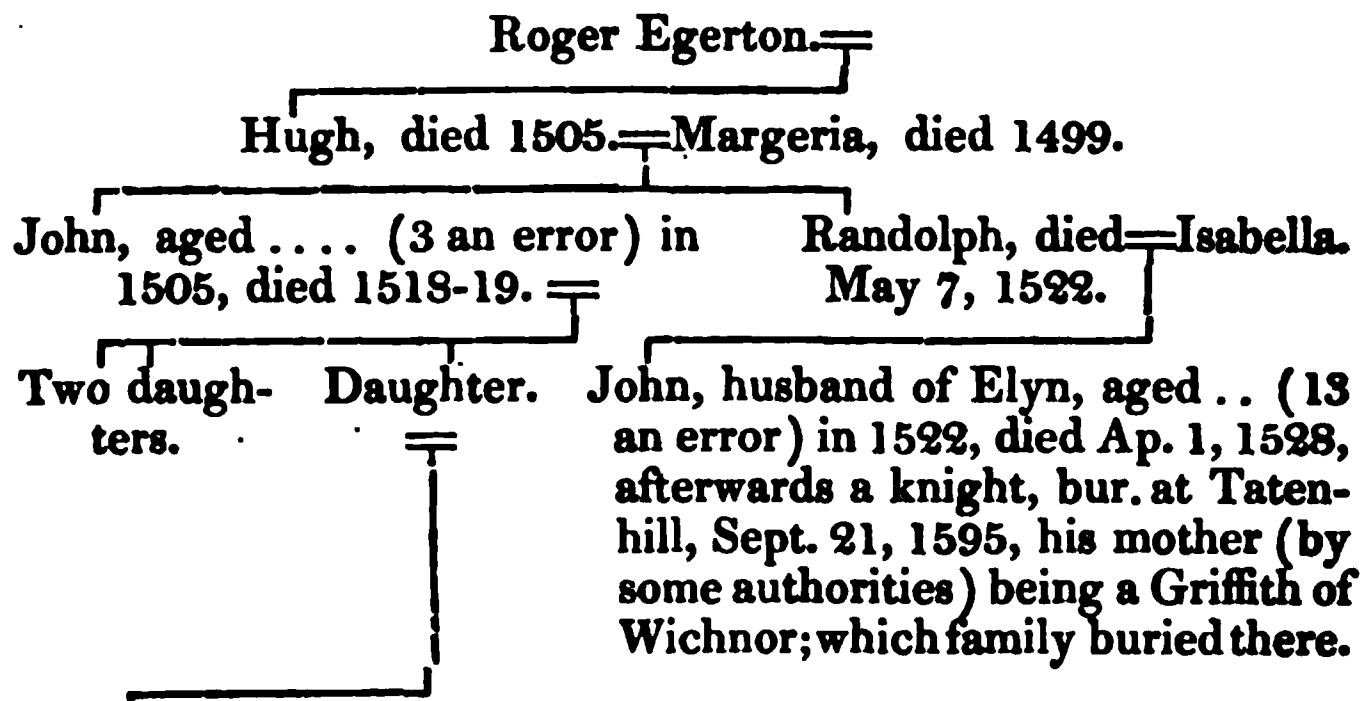 Roger Egerton.
Hugh, died 1505. Margeria, died 1499.
John, aged .... (3 an error) in
1505, died 1518-19.
Randolph, died Isabella.
May 7, 1522.
Two daugh-
ters.
Daughter.
John, husband of Elyn, aged .. (13
an error) in 1522, died Ap. 1, 1528,
afterwards a knight, bur. at Taten-
hill, Sept. 21, 1595, his mother (by
some authorities) being a Griffith of
Wichnor; which family buried there.